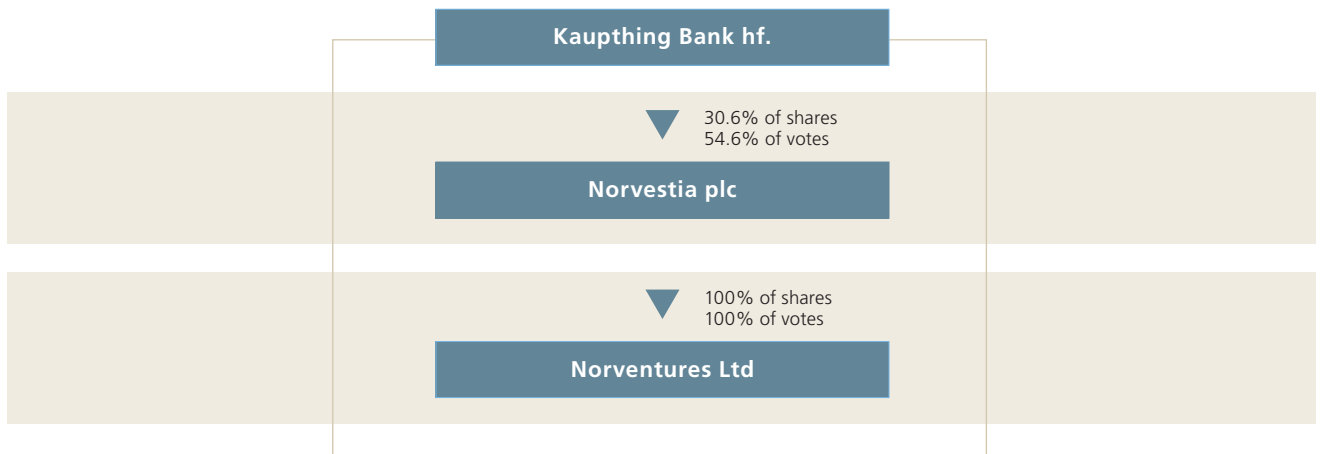 Kaupthing Bank hf.
30.6% of shares
54.6% of votes
Norvestia plc
100% of shares
100% of votes
Norventures Ltd